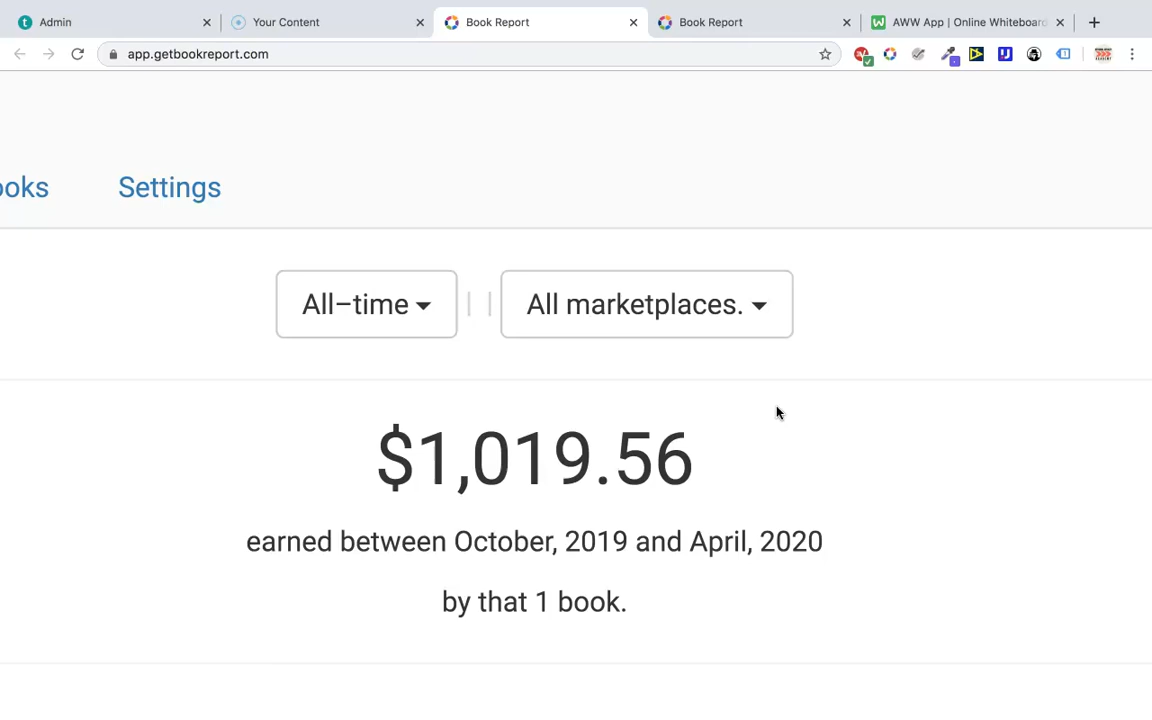 Admin
Your Content
Book Report
Book Report
AWW App | Online Whiteboard
app.getbookreport.com
ooks
Settings
All-time
All marketplaces.
$1,019.56
earned between October, 2019 and April, 2020
by that 1 book.